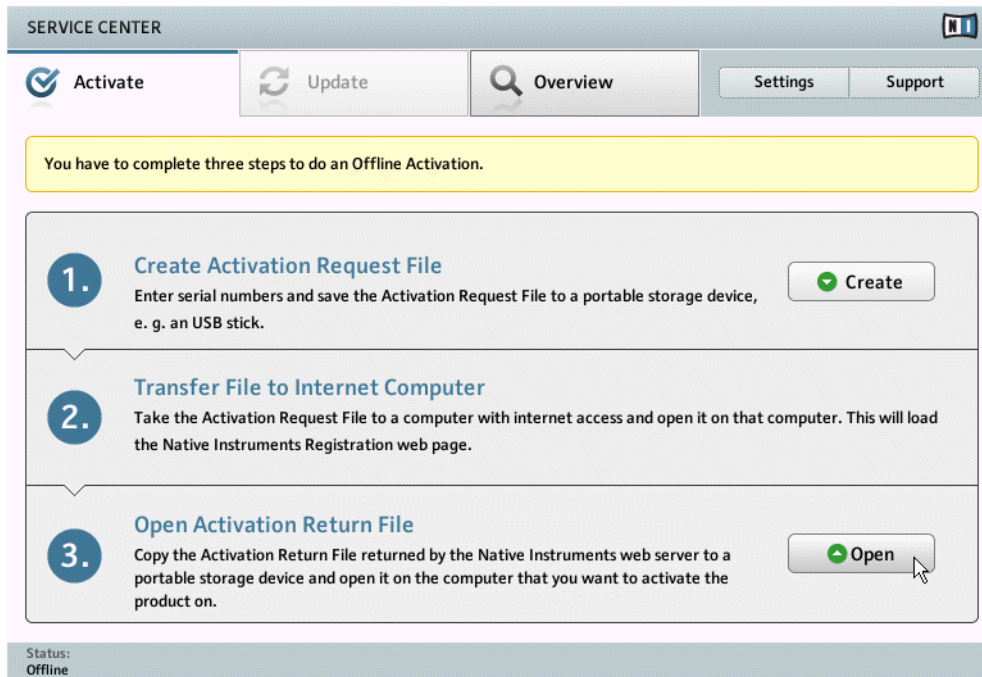 SERVICE CENTER
NI
Activate
Update
Overview
Settings
Support
You have to complete three steps to do an Offline Activation.
1.
Create Activation Request File
Enter serial numbers and save the Activation Request File to a portable storage device,
e. g. an USB stick.
Create
2.
Transfer File to Internet Computer
Take the Activation Request File to a computer with internet access and open it on that computer. This will load
the Native Instruments Registration web page.
3.
Open Activation Return File
Copy the Activation Return File returned by the Native Instruments web server to a
portable storage device and open it on the computer that you want to activate the
product on.
Open
Status:
Offline